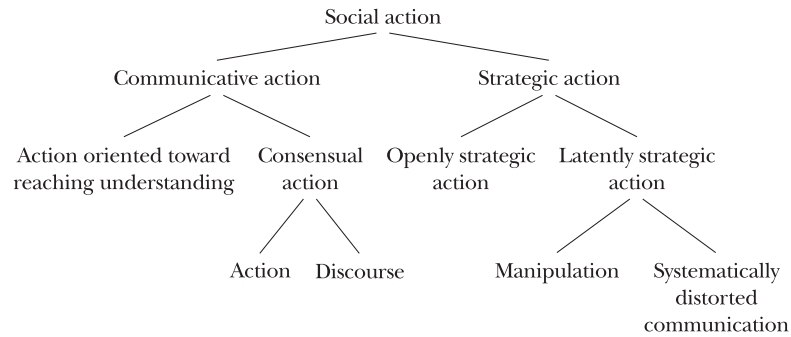 Social action
Communicative action
Strategic action
Action oriented toward
reaching understanding
Consensual
action
Openly strategic
action
Latently strategic
action
Action
Discourse
Manipulation
Systematically
distorted
communication